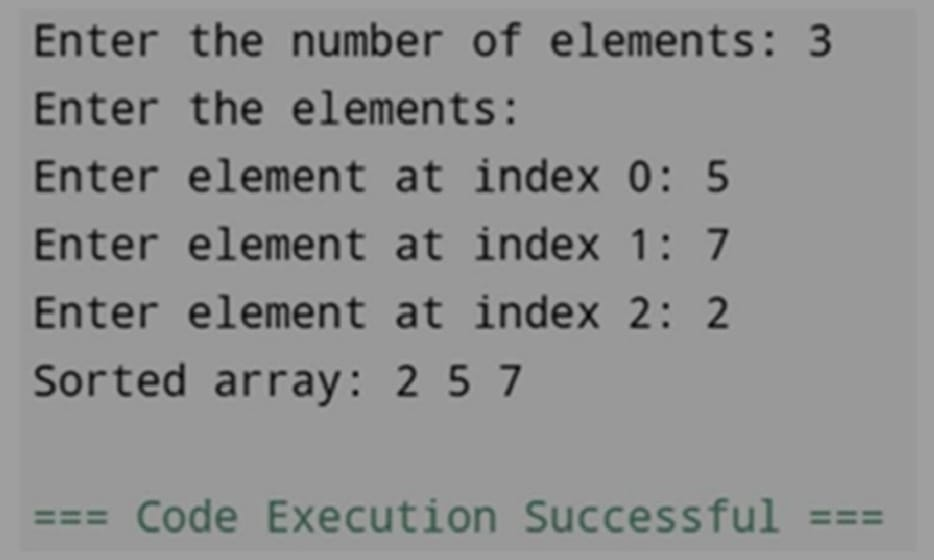 Enter the number of elements: 3
Enter the elements:
Enter element at index 0: 5
Enter element at index 1: 7
Enter element at index 2: 2
Sorted array: 2 5 7
=== Code Execution Successful ===